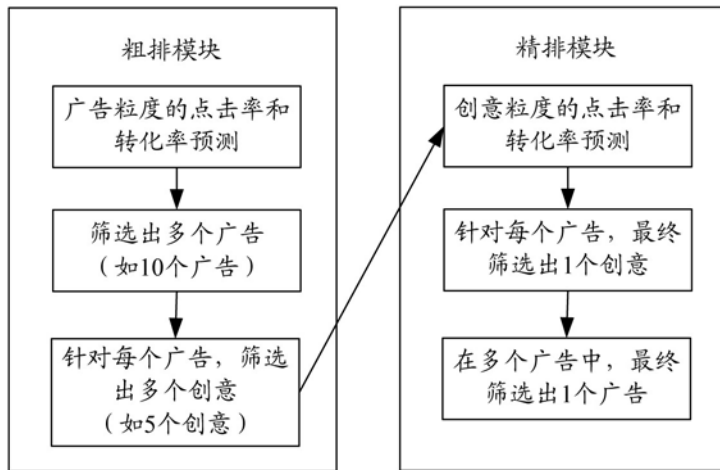 粗排模块
广告粒度的点击率和
转化率预测
筛选出多个广告
（如10个广告）
针对每个广告，筛选
出多个创意
（如5个创意）
精排模块
创意粒度的点击率和
转化率预测
针对每个广告，最终
筛选出1个创意
在多个广告中，最终
筛选出1个广告